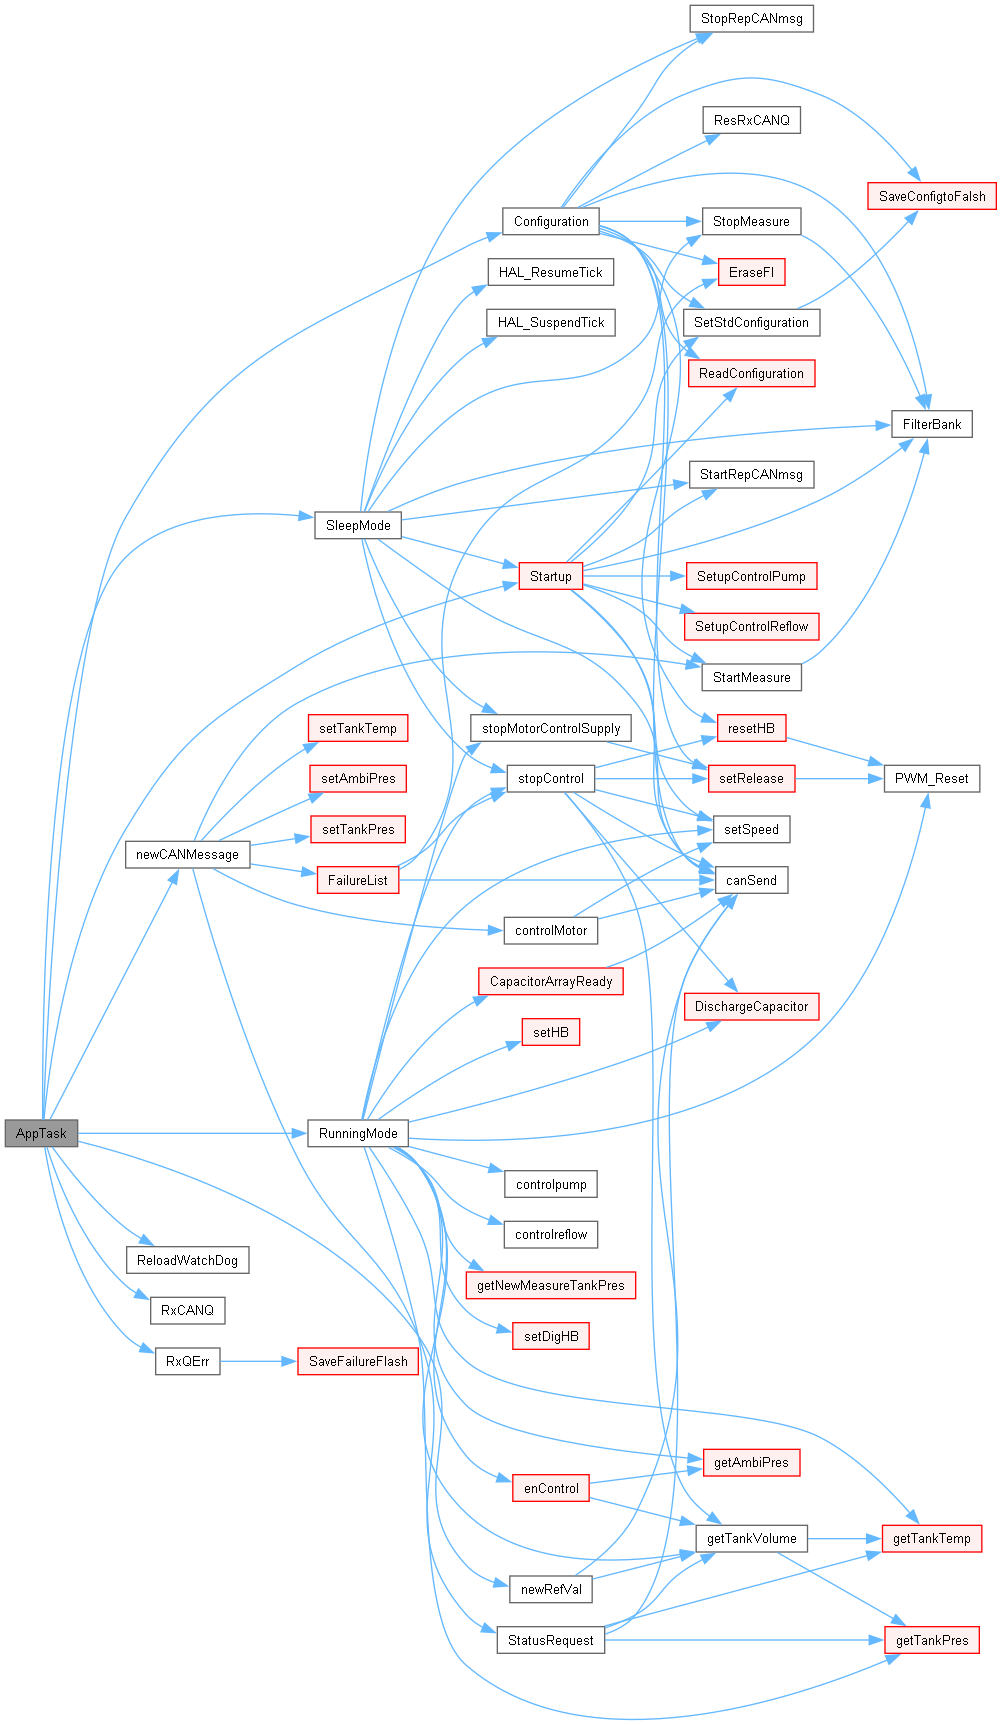 StopRepCANmsg
ResRxCANQ
SaveConfigtoFalsh
Configuration
StopMeasure
HAL_ResumeTick
EraseFl
HAL_SuspendTick
SetStdConfiguration
ReadConfiguration
FilterBank
StartRepCANmsg
SleepMode
Startup
SetupControlPump
SetupControlReflow
StartMeasure
setTankTemp
stopMotorControlSupply
resetHB
setAmbiPres
stopControl
setRelease
PWM_Reset
setTankPres
setSpeed
newCANMessage
FailureList
canSend
controlMotor
CapacitorArrayReady
DischargeCapacitor
setHB
AppTask
RunningMode
controlpump
controlreflow
ReloadWatchDog
getNewMeasureTankPres
RxCANQ
setDigHB
RxQErr
SaveFailureFlash
getAmbiPres
enControl
getTankVolume
getTankTemp
newRefVal
StatusRequest
getTankPres